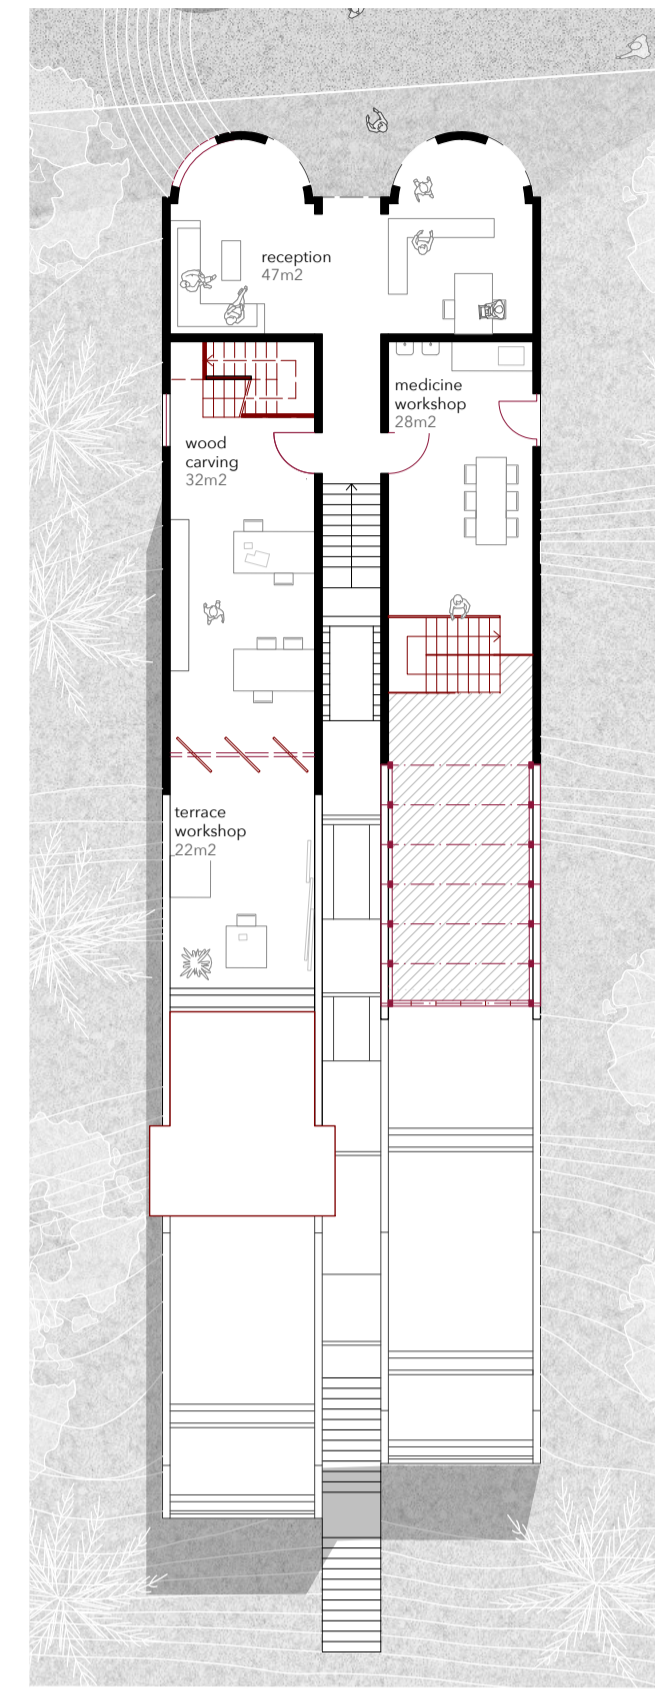 reception
47m2
medicine
workshop
28m2
wood
carving
32m2
terrace
workshop
22m2